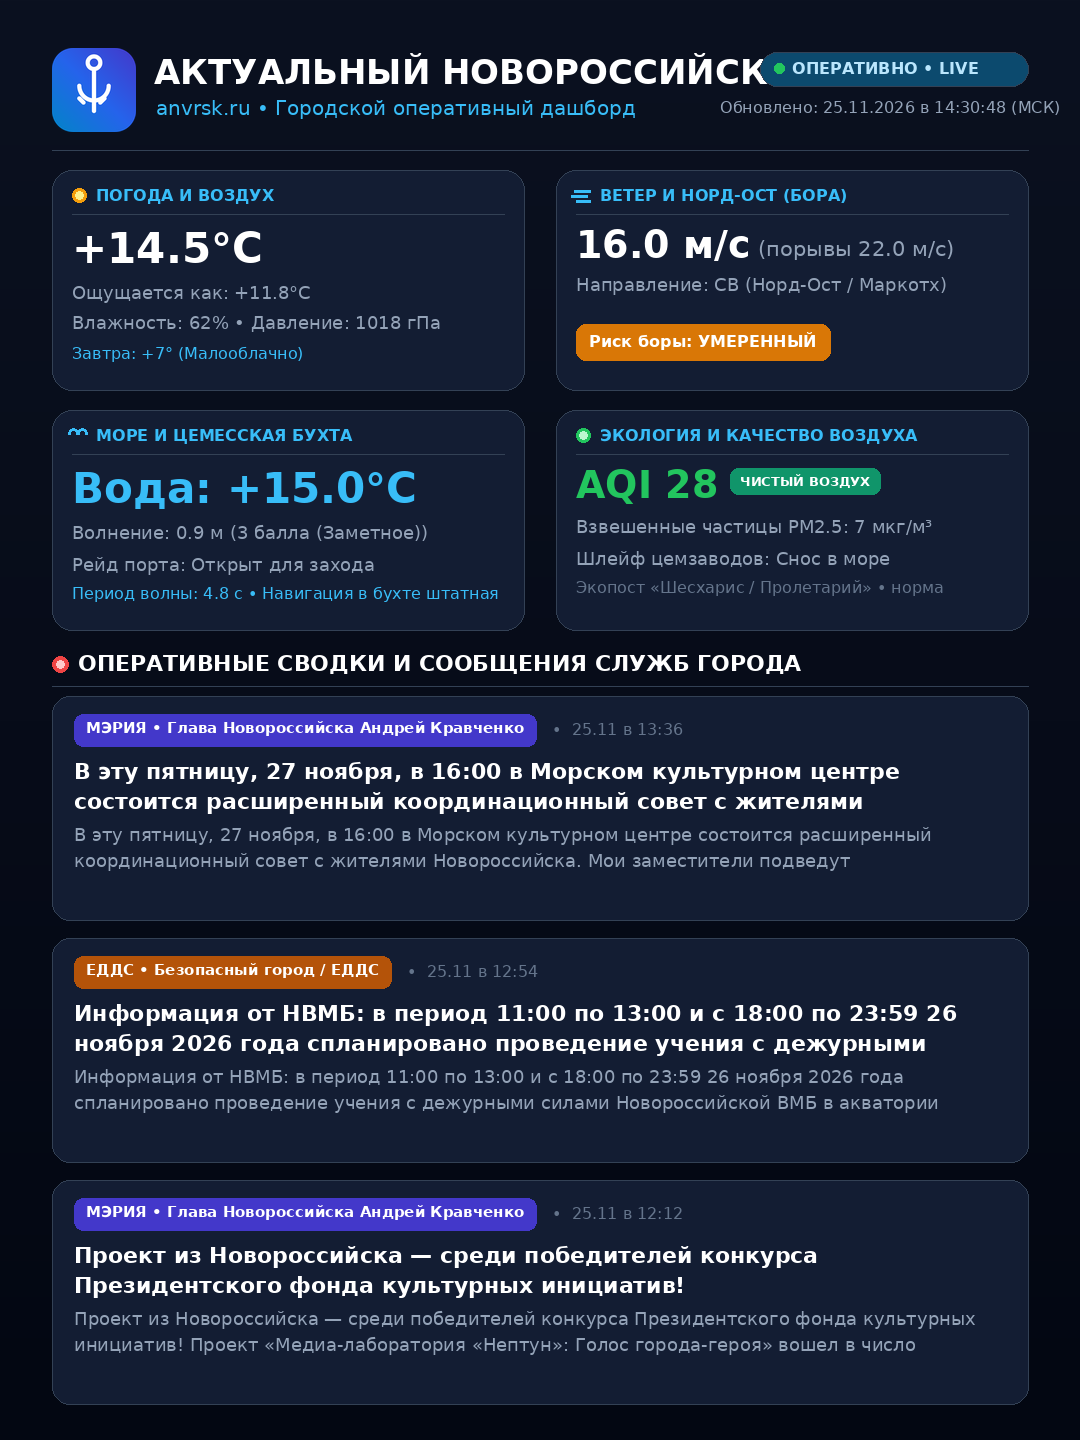 АКТУАЛЬНЫЙ НОВОРОССИЙСК
ОПЕРАТИВНО • LIVE
anvrsk.ru • Городской оперативный дашборд
Обновлено: 25.11.2026 в 14:30:48 (МСК)
ПОГОДА И ВОЗДУХ
+14.5°C
Ощущается как: +11.8°C
Влажность: 62% • Давление: 1018 гПа
Завтра: +7° (Малооблачно)
ВЕТЕР И НОРД-ОСТ (БОРА)
16.0 м/с (порывы 22.0 м/с)
Направление: СВ (Норд-Ост / Маркотх)
Риск боры: УМЕРЕННЫЙ
МОРЕ И ЦЕМЕССКАЯ БУХТА
Вода: +15.0°C
Волнение: 0.9 м (3 балла (Заметное))
Рейд порта: Открыт для захода
Период волны: 4.8 с • Навигация в бухте штатная
ЭКОЛОГИЯ И КАЧЕСТВО ВОЗДУХА
AQI 28 ЧИСТЫЙ ВОЗДУХ
Взвешенные частицы PM2.5: 7 мкг/м³
Шлейф цемзаводов: Снос в море
Экопост «Шесхарис / Пролетарий» • норма
ОПЕРАТИВНЫЕ СВОДКИ И СООБЩЕНИЯ СЛУЖБ ГОРОДА
МЭРИЯ • Глава Новороссийска Андрей Кравченко • 25.11 в 13:36
В эту пятницу, 27 ноября, в 16:00 в Морском культурном центре
состоится расширенный координационный совет с жителями
В эту пятницу, 27 ноября, в 16:00 в Морском культурном центре состоится расширенный
координационный совет с жителями Новороссийска. Мои заместители подведут
ЕДДС • Безопасный город / ЕДДС • 25.11 в 12:54
Информация от НВМБ: в период 11:00 по 13:00 и с 18:00 по 23:59 26
ноября 2026 года спланировано проведение учения с дежурными
Информация от НВМБ: в период 11:00 по 13:00 и с 18:00 по 23:59 26 ноября 2026 года
спланировано проведение учения с дежурными силами Новороссийской ВМБ в акватории
МЭРИЯ • Глава Новороссийска Андрей Кравченко • 25.11 в 12:12
Проект из Новороссийска — среди победителей конкурса
Президентского фонда культурных инициатив!
Проект из Новороссийска — среди победителей конкурса Президентского фонда культурных
инициатив! Проект «Медиа-лаборатория «Нептун»: Голос города-героя» вошел в число